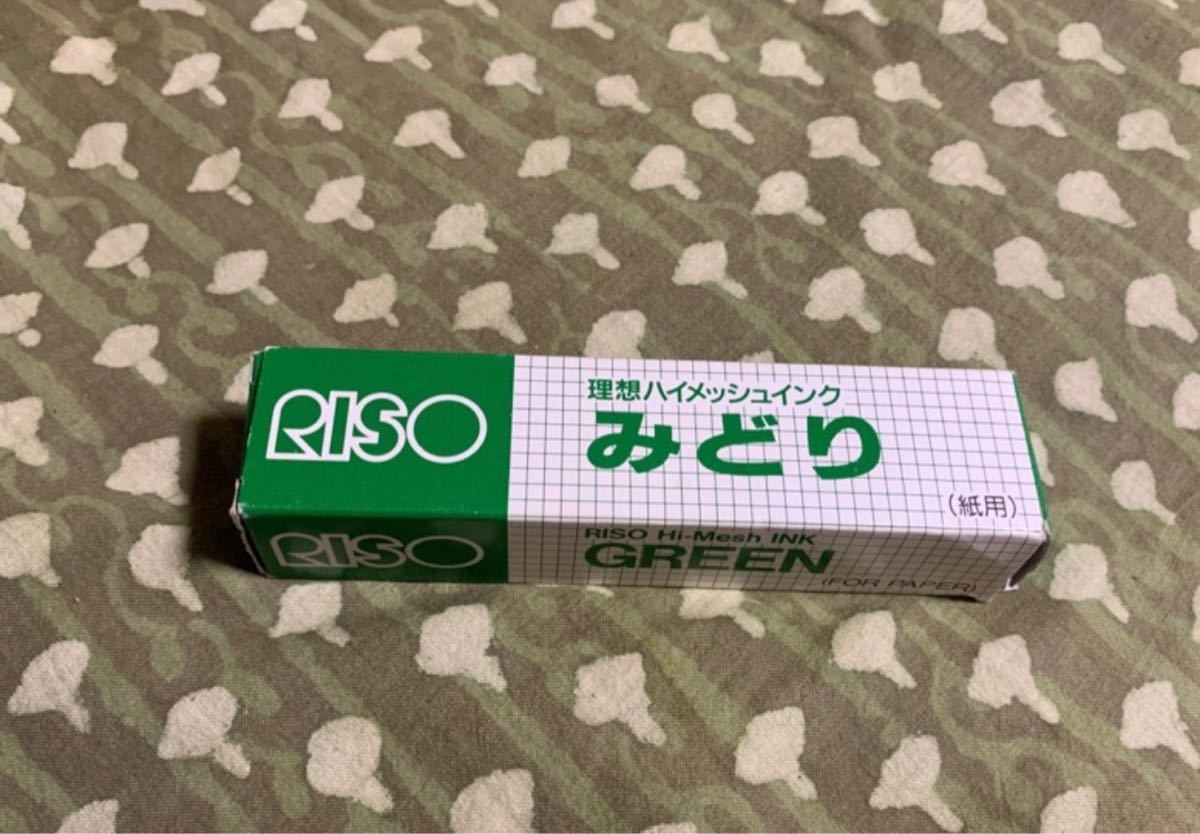 RISO
理想ハイメッシュインク
みどり
(紙用)
RISO
RISO Hi-Mesh INK
GREEN
(FOR PAPER)